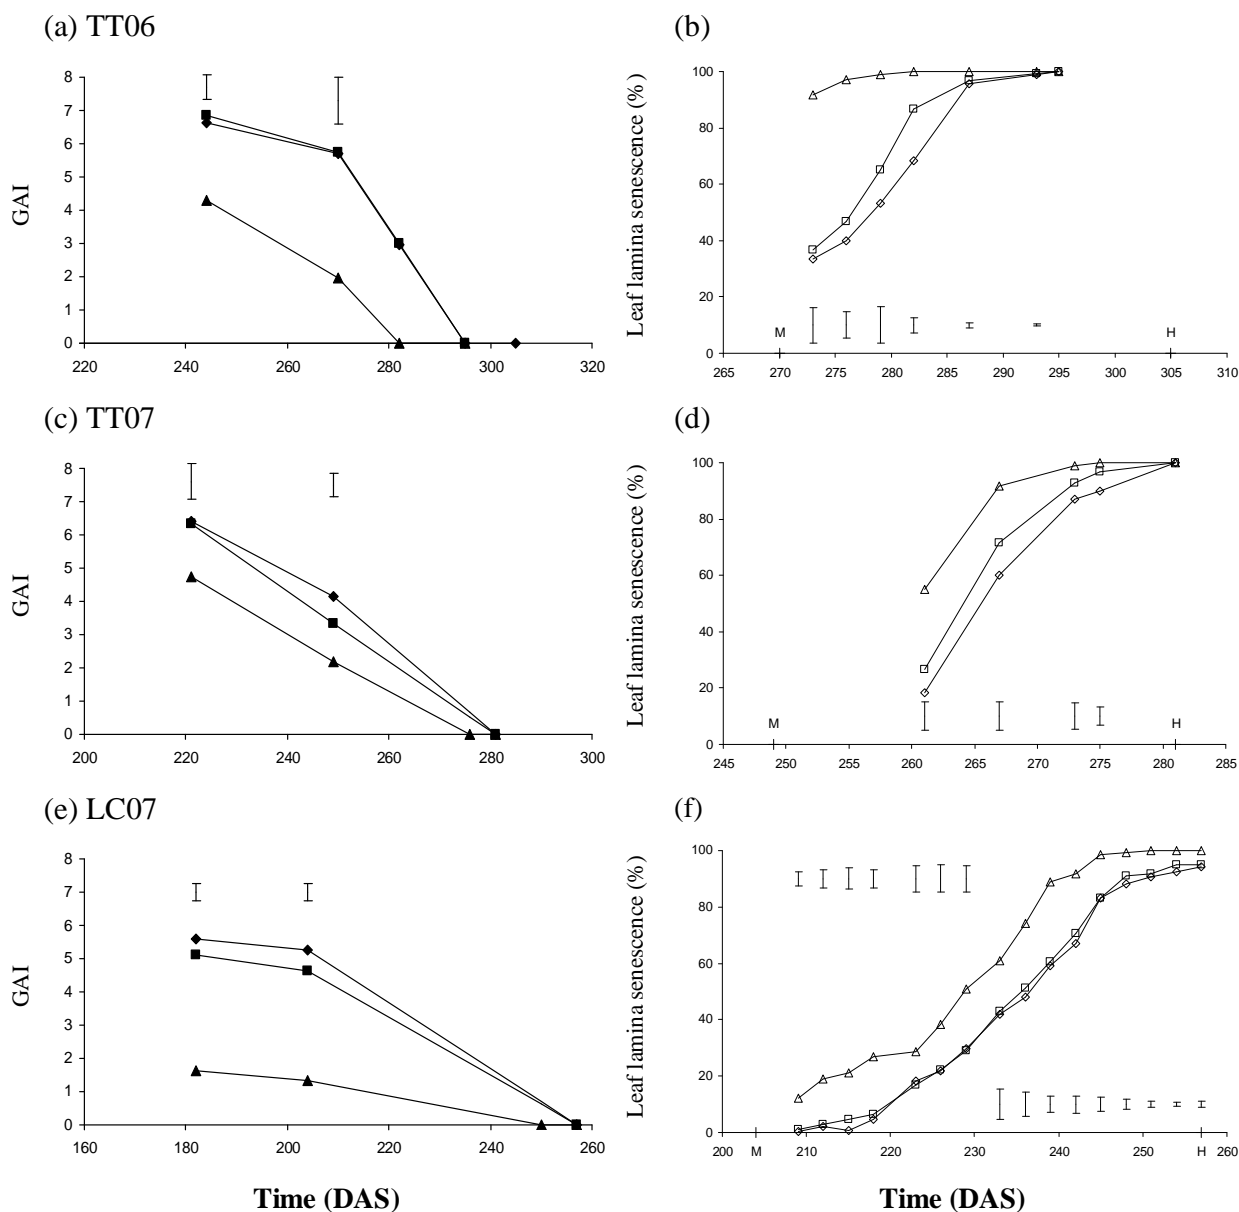 (a) TT06
(b)
GAI
8
7
6
5
4
3
2
1
0
220 240 260 280 300 320
Leaf lamina senescence (%)
100
80
60
40
20
0
M
H
265 270 275 280 285 290 295 300 305 310
(c) TT07
(d)
GAI
8
7
6
5
4
3
2
1
0
200 220 240 260 280 300
Leaf lamina senescence (%)
100
80
60
40
20
0
M
H
245 250 255 260 265 270 275 280 285
(e) LC07
(f)
GAI
8
7
6
5
4
3
2
1
0
160 180 200 220 240 260
Time (DAS)
Leaf lamina senescence (%)
100
80
60
40
20
0
M
H
200 210 220 230 240 250 260
Time (DAS)